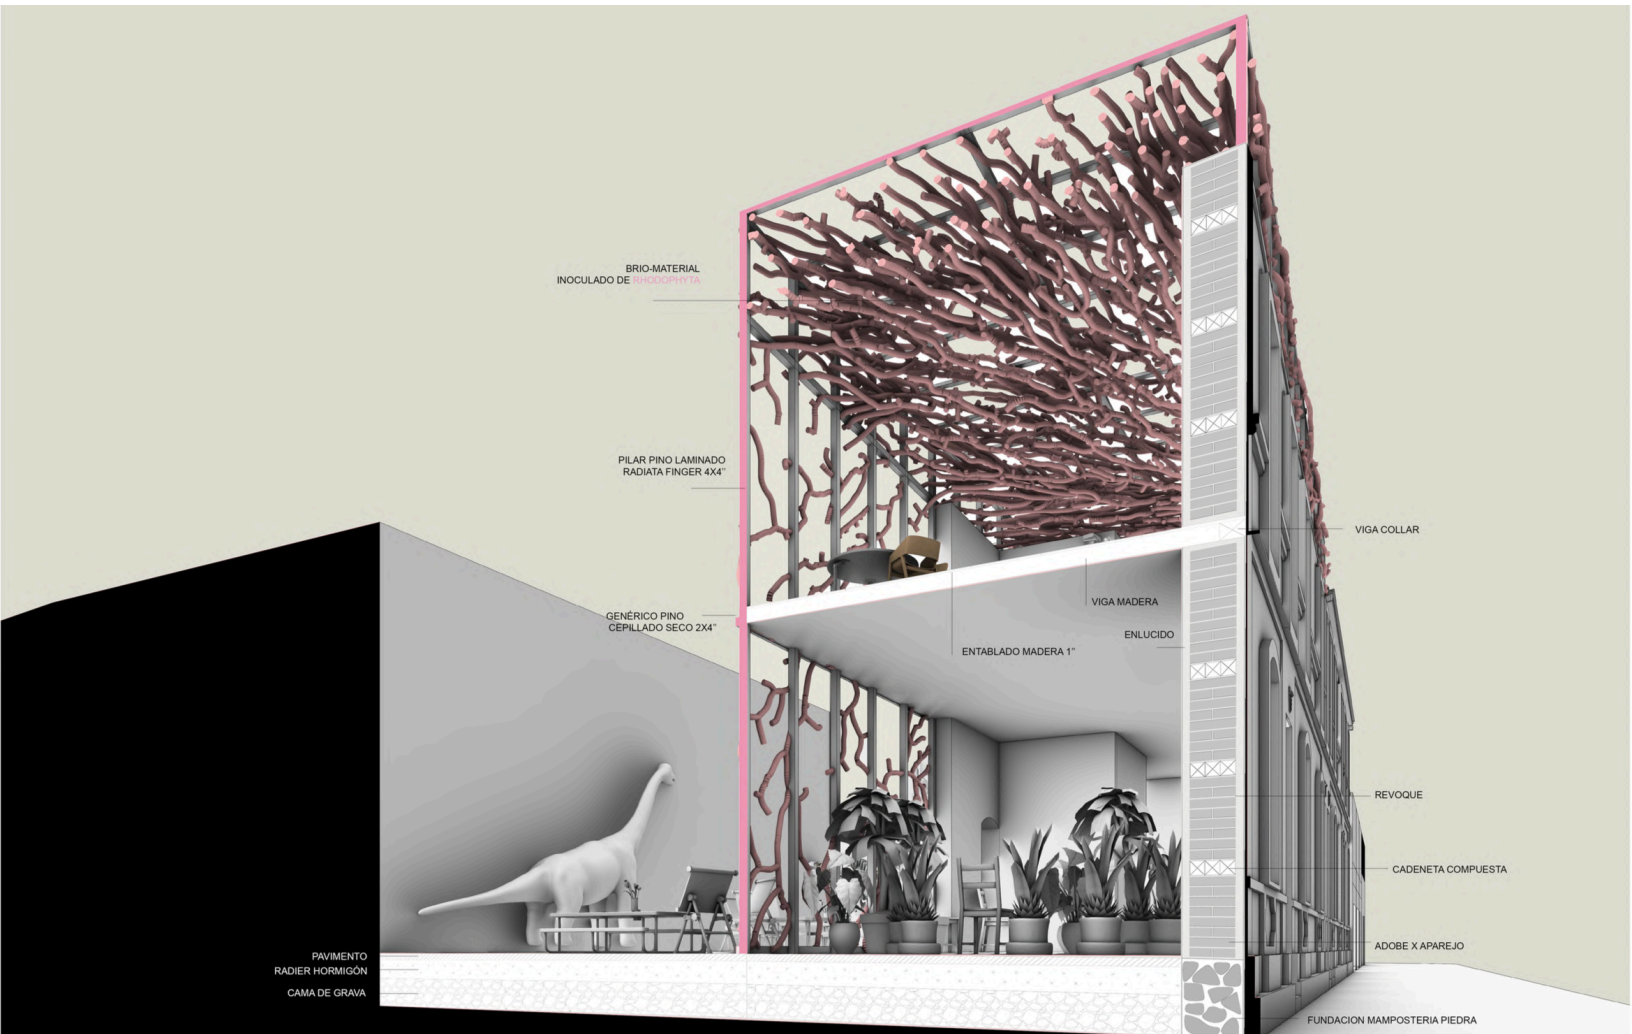 BRIO-MATERIAL
INOCULADO DE RHODOPHYTA
PILAR PINO LAMINADO
RADIATA FINGER 4X4"
VIGA COLLAR
VIGA MADERA
GENÉRICO PINO
CEPILLADO SECO 2X4"
ENLUCIDO
ENTABLADO MADERA 1"
REVOQUE
CADENETA COMPUESTA
ADOBE X APAREJO
PAVIMENTO
RADIER HORMIGÓN
CAMA DE GRAVA
FUNDACION MAMPOSTERIA PIEDRA